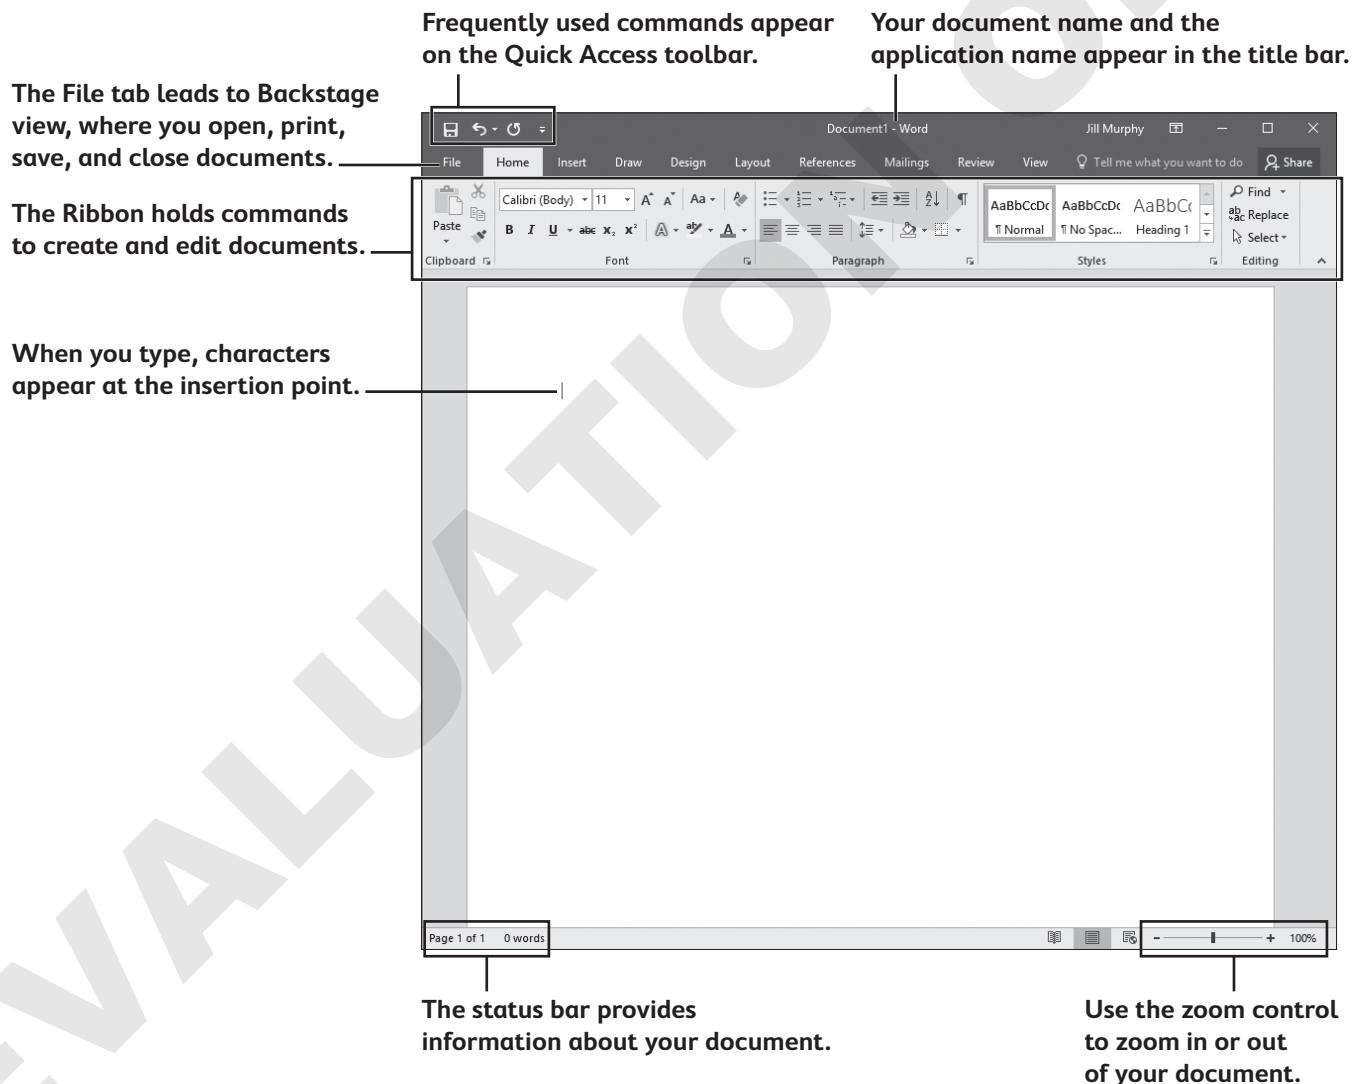 Frequently used commands appear
on the Quick Access toolbar.
Your document name and the
application name appear in the title bar.
The File tab leads to Backstage
view, where you open, print,
save, and close documents.
The Ribbon holds commands
to create and edit documents.
When you type, characters
appear at the insertion point.
Document1 - Word
Jill Murphy
File Home Insert Draw Design Layout References Mailings Review View Tell me what you want to do Share
Paste
Clipboard
Calibri (Body) 11 A A Aa
B I U abc x₂ x² A ab A
Font
A Z ¶
Paragraph
AaBbCcDc AaBbCcDc AaBbCc
¶ Normal ¶ No Spac... Heading 1
Styles
Find
ab ac Replace
Select
Editing
Page 1 of 1 0 words
- + 100%
The status bar provides
information about your document.
Use the zoom control
to zoom in or out
of your document.
EVALUATION